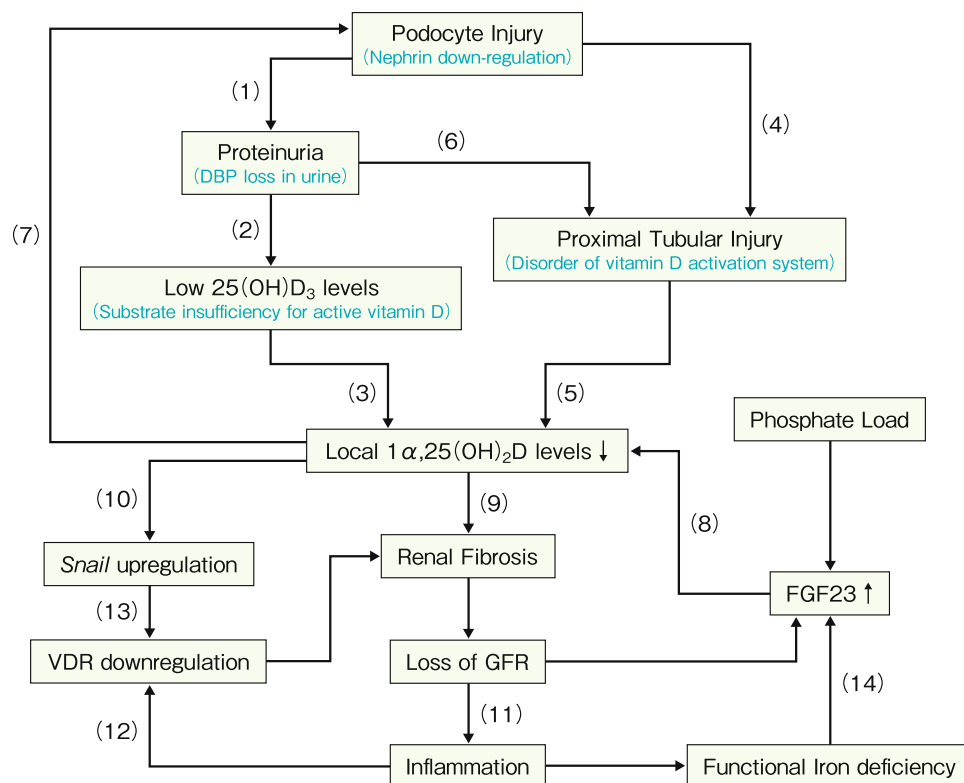 Podocyte Injury
(Nephrin down-regulation)
(1)
(4)
(6)
Proteinuria
(DBP loss in urine)
(7)
(2)
Proximal Tubular Injury
(Disorder of vitamin D activation system)
Low 25(OH)D₃ levels
(Substrate insufficiency for active vitamin D)
(3)
(5)
Phosphate Load
Local 1α,25(OH)₂D levels ↓
(10)
(9)
(8)
Snail upregulation
Renal Fibrosis
FGF23 ↑
(13)
VDR downregulation
Loss of GFR
(14)
(11)
(12)
Inflammation
Functional Iron deficiency